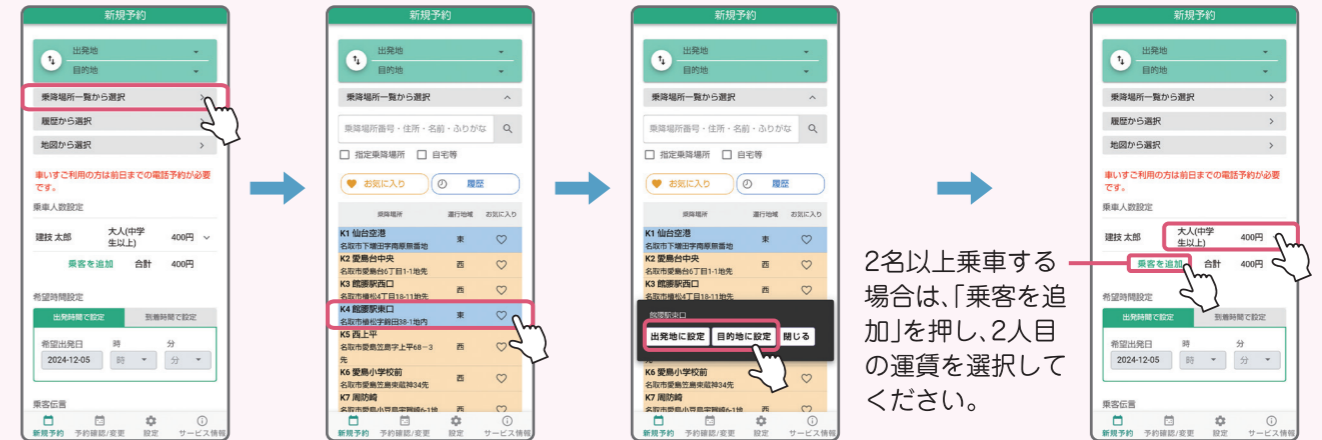 新規予約
出発地
目的地
乗降場所一覧から選択
履歴から選択
地図から選択
車いすご利用の方は前日までの電話予約が必要
です。
乗車人数設定
建技 太郎 大人(中学生以上) 400円
乗客を追加 合計 400円
希望時間設定
出発時間で設定 到着時間で設定
希望出発日 時 分
2024-12-05 時 分
乗客伝言
新規予約 予約確認/変更 設定 サービス情報
新規予約
出発地
目的地
乗降場所一覧から選択
乗降場所番号・住所・名前・ふりがな
指定乗降場所 自宅等
お気に入り 履歴
乗降場所 運行地域 お気に入り
K1 仙台空港
名取市下増田字南原無番地 東
K2 愛島台中央
名取市愛島台6丁目1-1地先 西
K3 館腰駅西口
名取市植松4丁目18-11地先 西
K4 館腰駅東口
名取市植松字錦田38-1地内 東
K5 西上平
名取市愛島笠島字上平68−3 西
先
K6 愛島小学校前
名取市愛島笠島東蔵神34先 西
K7 周防崎
西
新規予約 予約確認/変更 設定 サービス情報
新規予約
出発地
目的地
乗降場所一覧から選択
乗降場所番号・住所・名前・ふりがな
指定乗降場所 自宅等
お気に入り 履歴
乗降場所 運行地域 お気に入り
K1 仙台空港
名取市下増田字南原無番地 東
K2 愛島台中央
名取市愛島台6丁目1-1地先 西
K3 館腰駅西口
名取市植松4丁目18-11地先 西
館腰駅東口
出発地に設定 目的地に設定 閉じる
先
K6 愛島小学校前
名取市愛島笠島東蔵神34先 西
K7 周防崎
西
新規予約 予約確認/変更 設定 サービス情報
2名以上乗車する
場合は、「乗客を追
加」を押し、2人目
の運賃を選択して
ください。
新規予約
出発地
目的地
乗降場所一覧から選択
履歴から選択
地図から選択
車いすご利用の方は前日までの電話予約が必要
です。
乗車人数設定
建技 太郎 大人(中学生以上) 400円
乗客を追加 合計 400円
希望時間設定
出発時間で設定 到着時間で設定
希望出発日 時 分
2024-12-05 時 分
乗客伝言
新規予約 予約確認/変更 設定 サービス情報